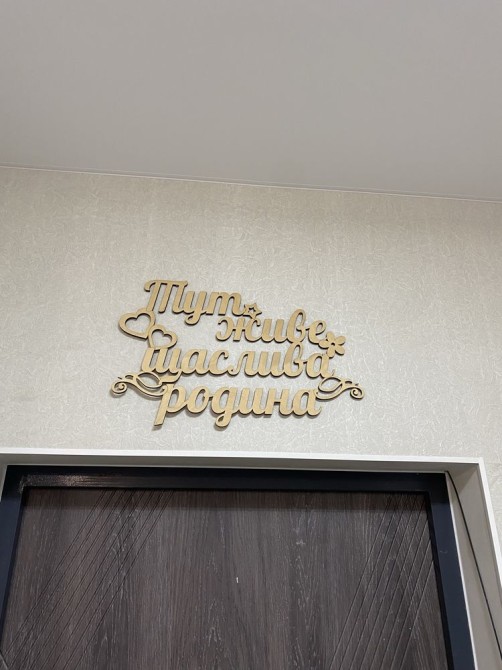 Тут
живе
щаслива
родина